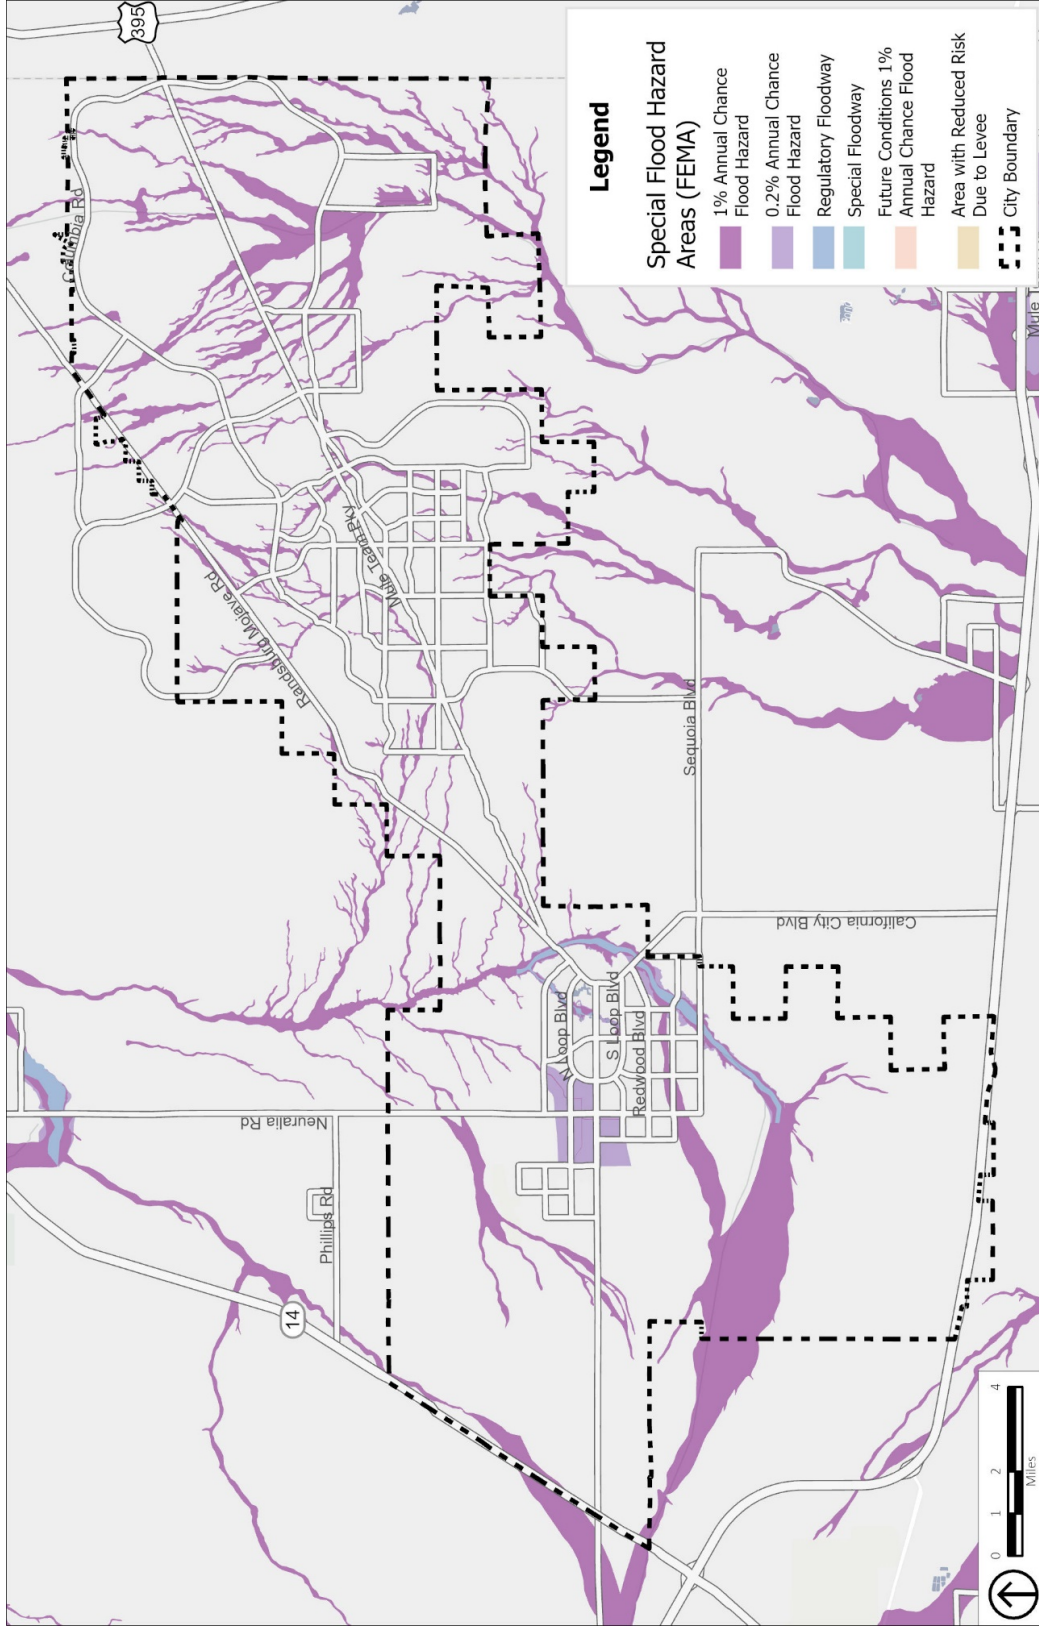 395
Columbia Rd
Randsburg Mojave Rd
Mule Team Pky
Sequoia Blvd
California City Blvd
N Loop Blvd
S Loop Blvd
Redwood Blvd
Neuralia Rd
Phillips Rd
14
Mule
Legend
Special Flood Hazard
Areas (FEMA)
1% Annual Chance
Flood Hazard
0.2% Annual Chance
Flood Hazard
Regulatory Floodway
Special Floodway
Future Conditions 1%
Annual Chance Flood
Hazard
Area with Reduced Risk
Due to Levee
City Boundary
0 1 2 4
Miles